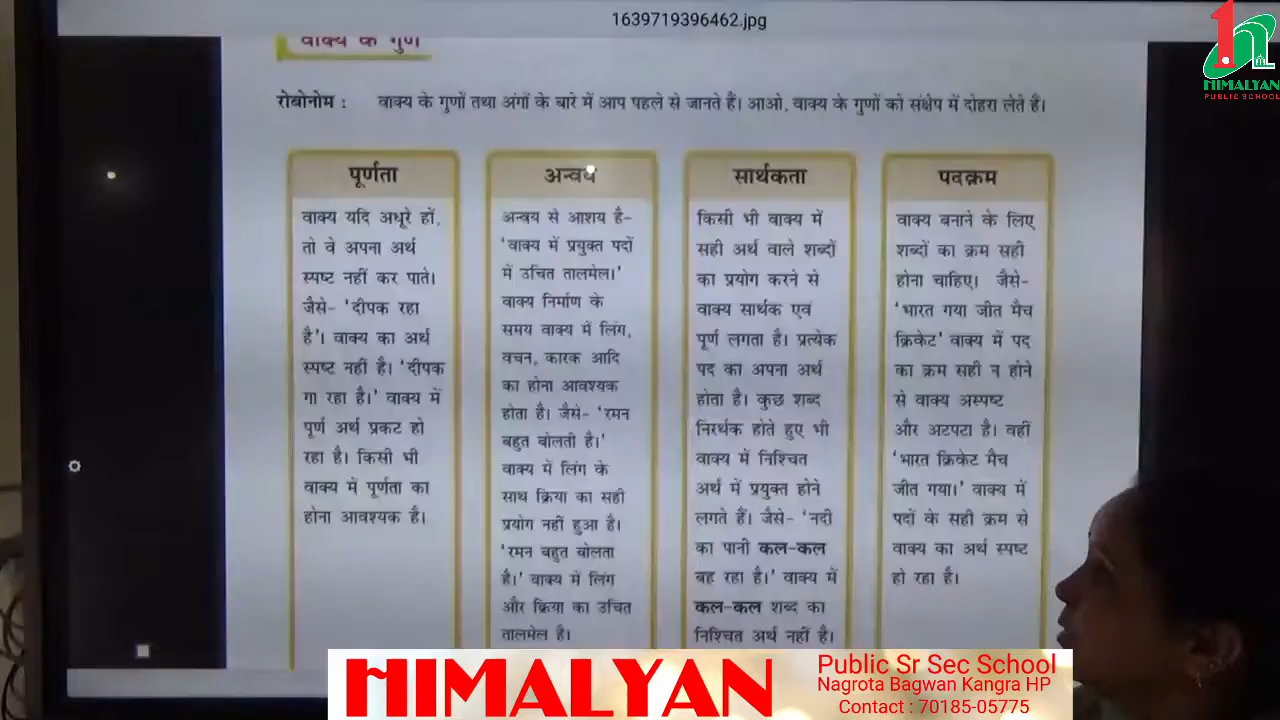 1639719396462.jpg
वाक्य के गुण
रोबोनोम : वाक्य के गुणों तथा अंगों के बारे में आप पहले से जानते हैं। आओ, वाक्य के गुणों को संक्षेप में दोहरा लेते हैं।
पूर्णता
वाक्य यदि अधूरे हों,
तो वे अपना अर्थ
स्पष्ट नहीं कर पाते।
जैसे- 'दीपक रहा
है'। वाक्य का अर्थ
स्पष्ट नहीं है। 'दीपक
गा रहा है।' वाक्य में
पूर्ण अर्थ प्रकट हो
रहा है। किसी भी
वाक्य में पूर्णता का
होना आवश्यक है।
अन्वय
अन्वय से आशय है-
'वाक्य में प्रयुक्त पदों
में उचित तालमेल।'
वाक्य निर्माण के
समय वाक्य में लिंग,
वचन, कारक आदि
का होना आवश्यक
होता है। जैसे- 'रमन
बहुत बोलती है।'
वाक्य में लिंग के
साथ क्रिया का सही
प्रयोग नहीं हुआ है।
'रमन बहुत बोलता
है।' वाक्य में लिंग
और क्रिया का उचित
तालमेल है।
सार्थकता
किसी भी वाक्य में
सही अर्थ वाले शब्दों
का प्रयोग करने से
वाक्य सार्थक एवं
पूर्ण लगता है। प्रत्येक
पद का अपना अर्थ
होता है। कुछ शब्द
निरर्थक होते हुए भी
वाक्य में निश्चित
अर्थ में प्रयुक्त होने
लगते हैं। जैसे- 'नदी
का पानी कल-कल
बह रहा है।' वाक्य में
कल-कल शब्द का
निश्चित अर्थ नहीं है।
पदक्रम
वाक्य बनाने के लिए
शब्दों का क्रम सही
होना चाहिए। जैसे-
'भारत गया जीत मैच
क्रिकेट' वाक्य में पद
का क्रम सही न होने
से वाक्य अस्पष्ट
और अटपटा है। वहीं
'भारत क्रिकेट मैच
जीत गया।' वाक्य में
पदों के सही क्रम से
वाक्य का अर्थ स्पष्ट
हो रहा है।
HIMALYAN
PUBLIC SCHOOL
HIMALYAN
Public Sr Sec School
Nagrota Bagwan Kangra HP
Contact : 70185-05775